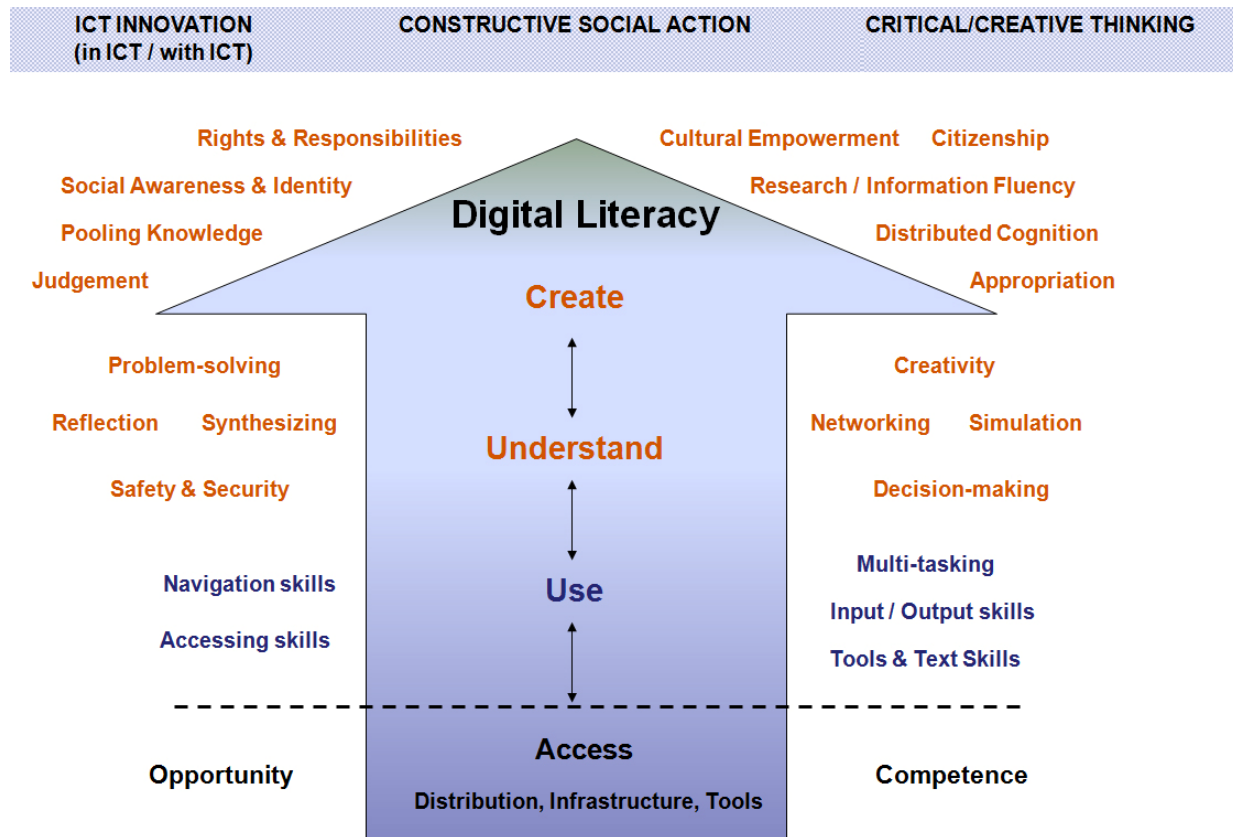 ICT INNOVATION
(in ICT / with ICT)
CONSTRUCTIVE SOCIAL ACTION
CRITICAL/CREATIVE THINKING
Rights & Responsibilities
Cultural Empowerment
Citizenship
Social Awareness & Identity
Research / Information Fluency
Digital Literacy
Pooling Knowledge
Distributed Cognition
Judgement
Appropriation
Create
Problem-solving
Creativity
Reflection
Synthesizing
Networking
Simulation
Understand
Safety & Security
Decision-making
Navigation skills
Use
Multi-tasking
Input / Output skills
Accessing skills
Tools & Text Skills
Access
Opportunity
Competence
Distribution, Infrastructure, Tools